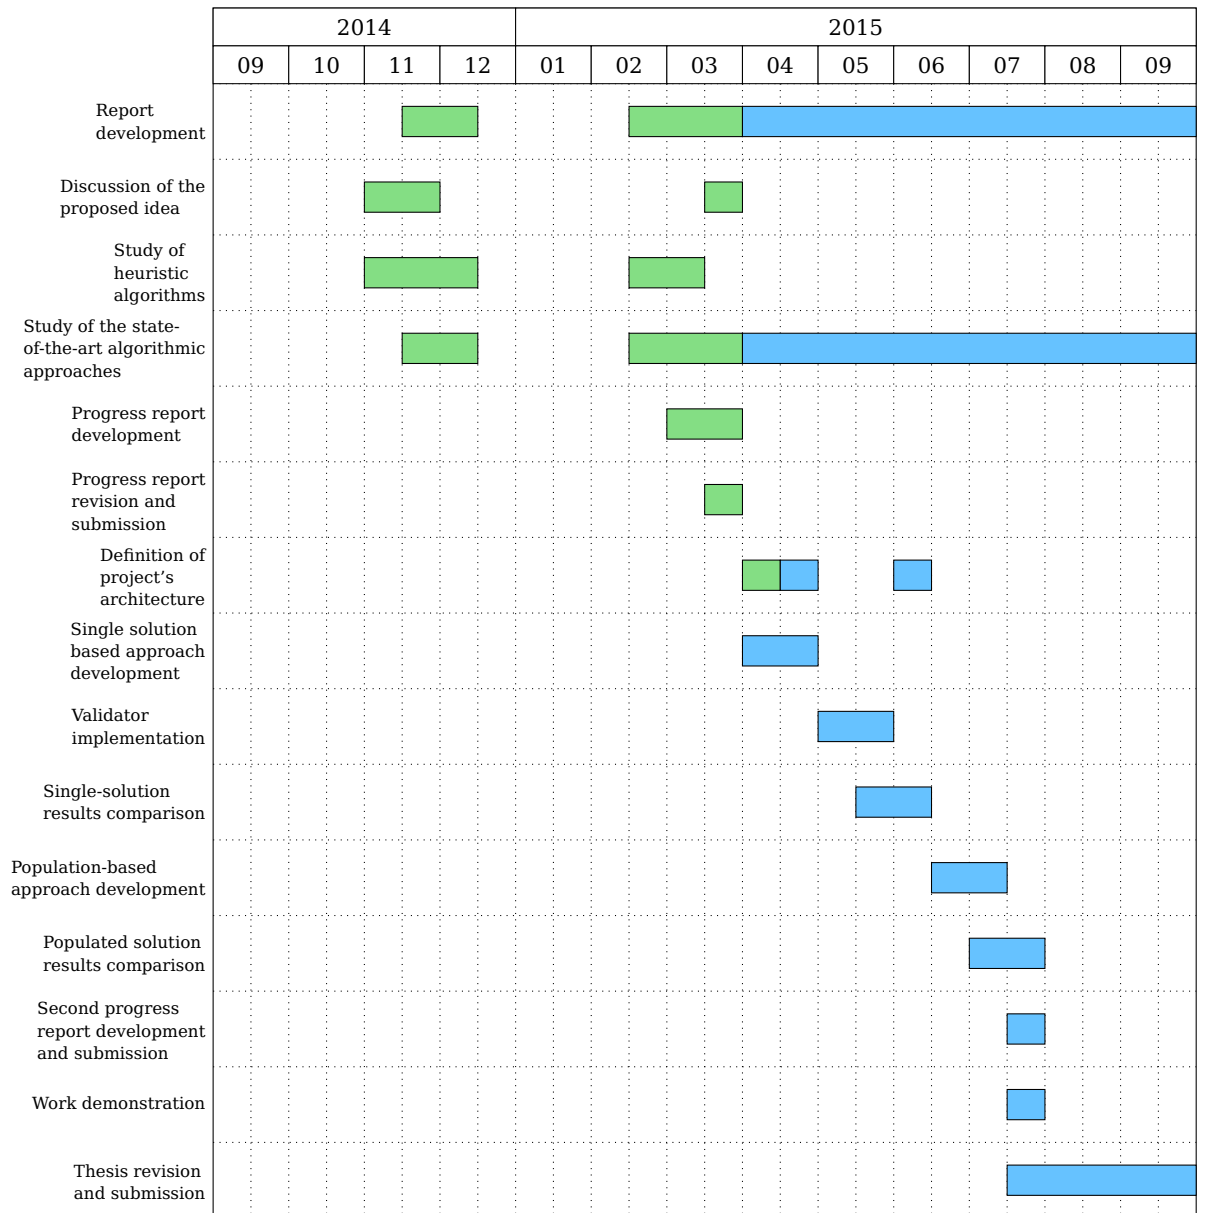 2014 2015
09 10 11 12 01 02 03 04 05 06 07 08 09
Report
development
Discussion of the
proposed idea
Study of
heuristic
algorithms
Study of the state-
of-the-art algorithmic
approaches
Progress report
development
Progress report
revision and
submission
Definition of
project’s
architecture
Single solution
based approach
development
Validator
implementation
Single-solution
results comparison
Population-based
approach development
Populated solution
results comparison
Second progress
report development
and submission
Work demonstration
Thesis revision
and submission